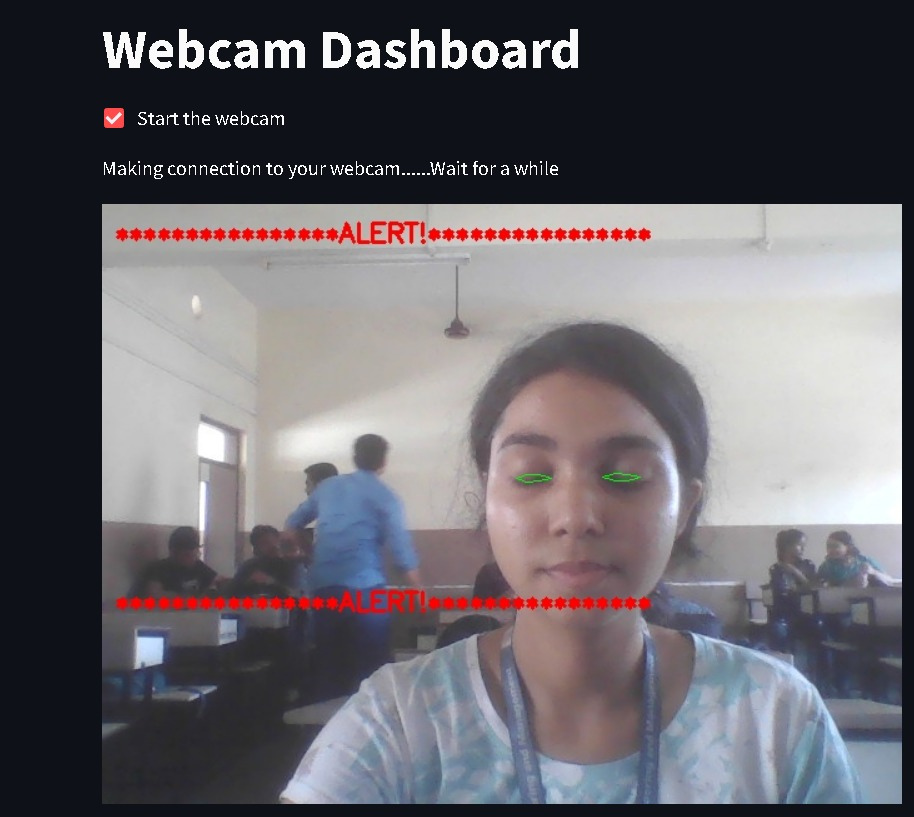 Webcam Dashboard
Start the webcam
Making connection to your webcam......Wait for a while
****************ALERT!****************
****************ALERT!****************